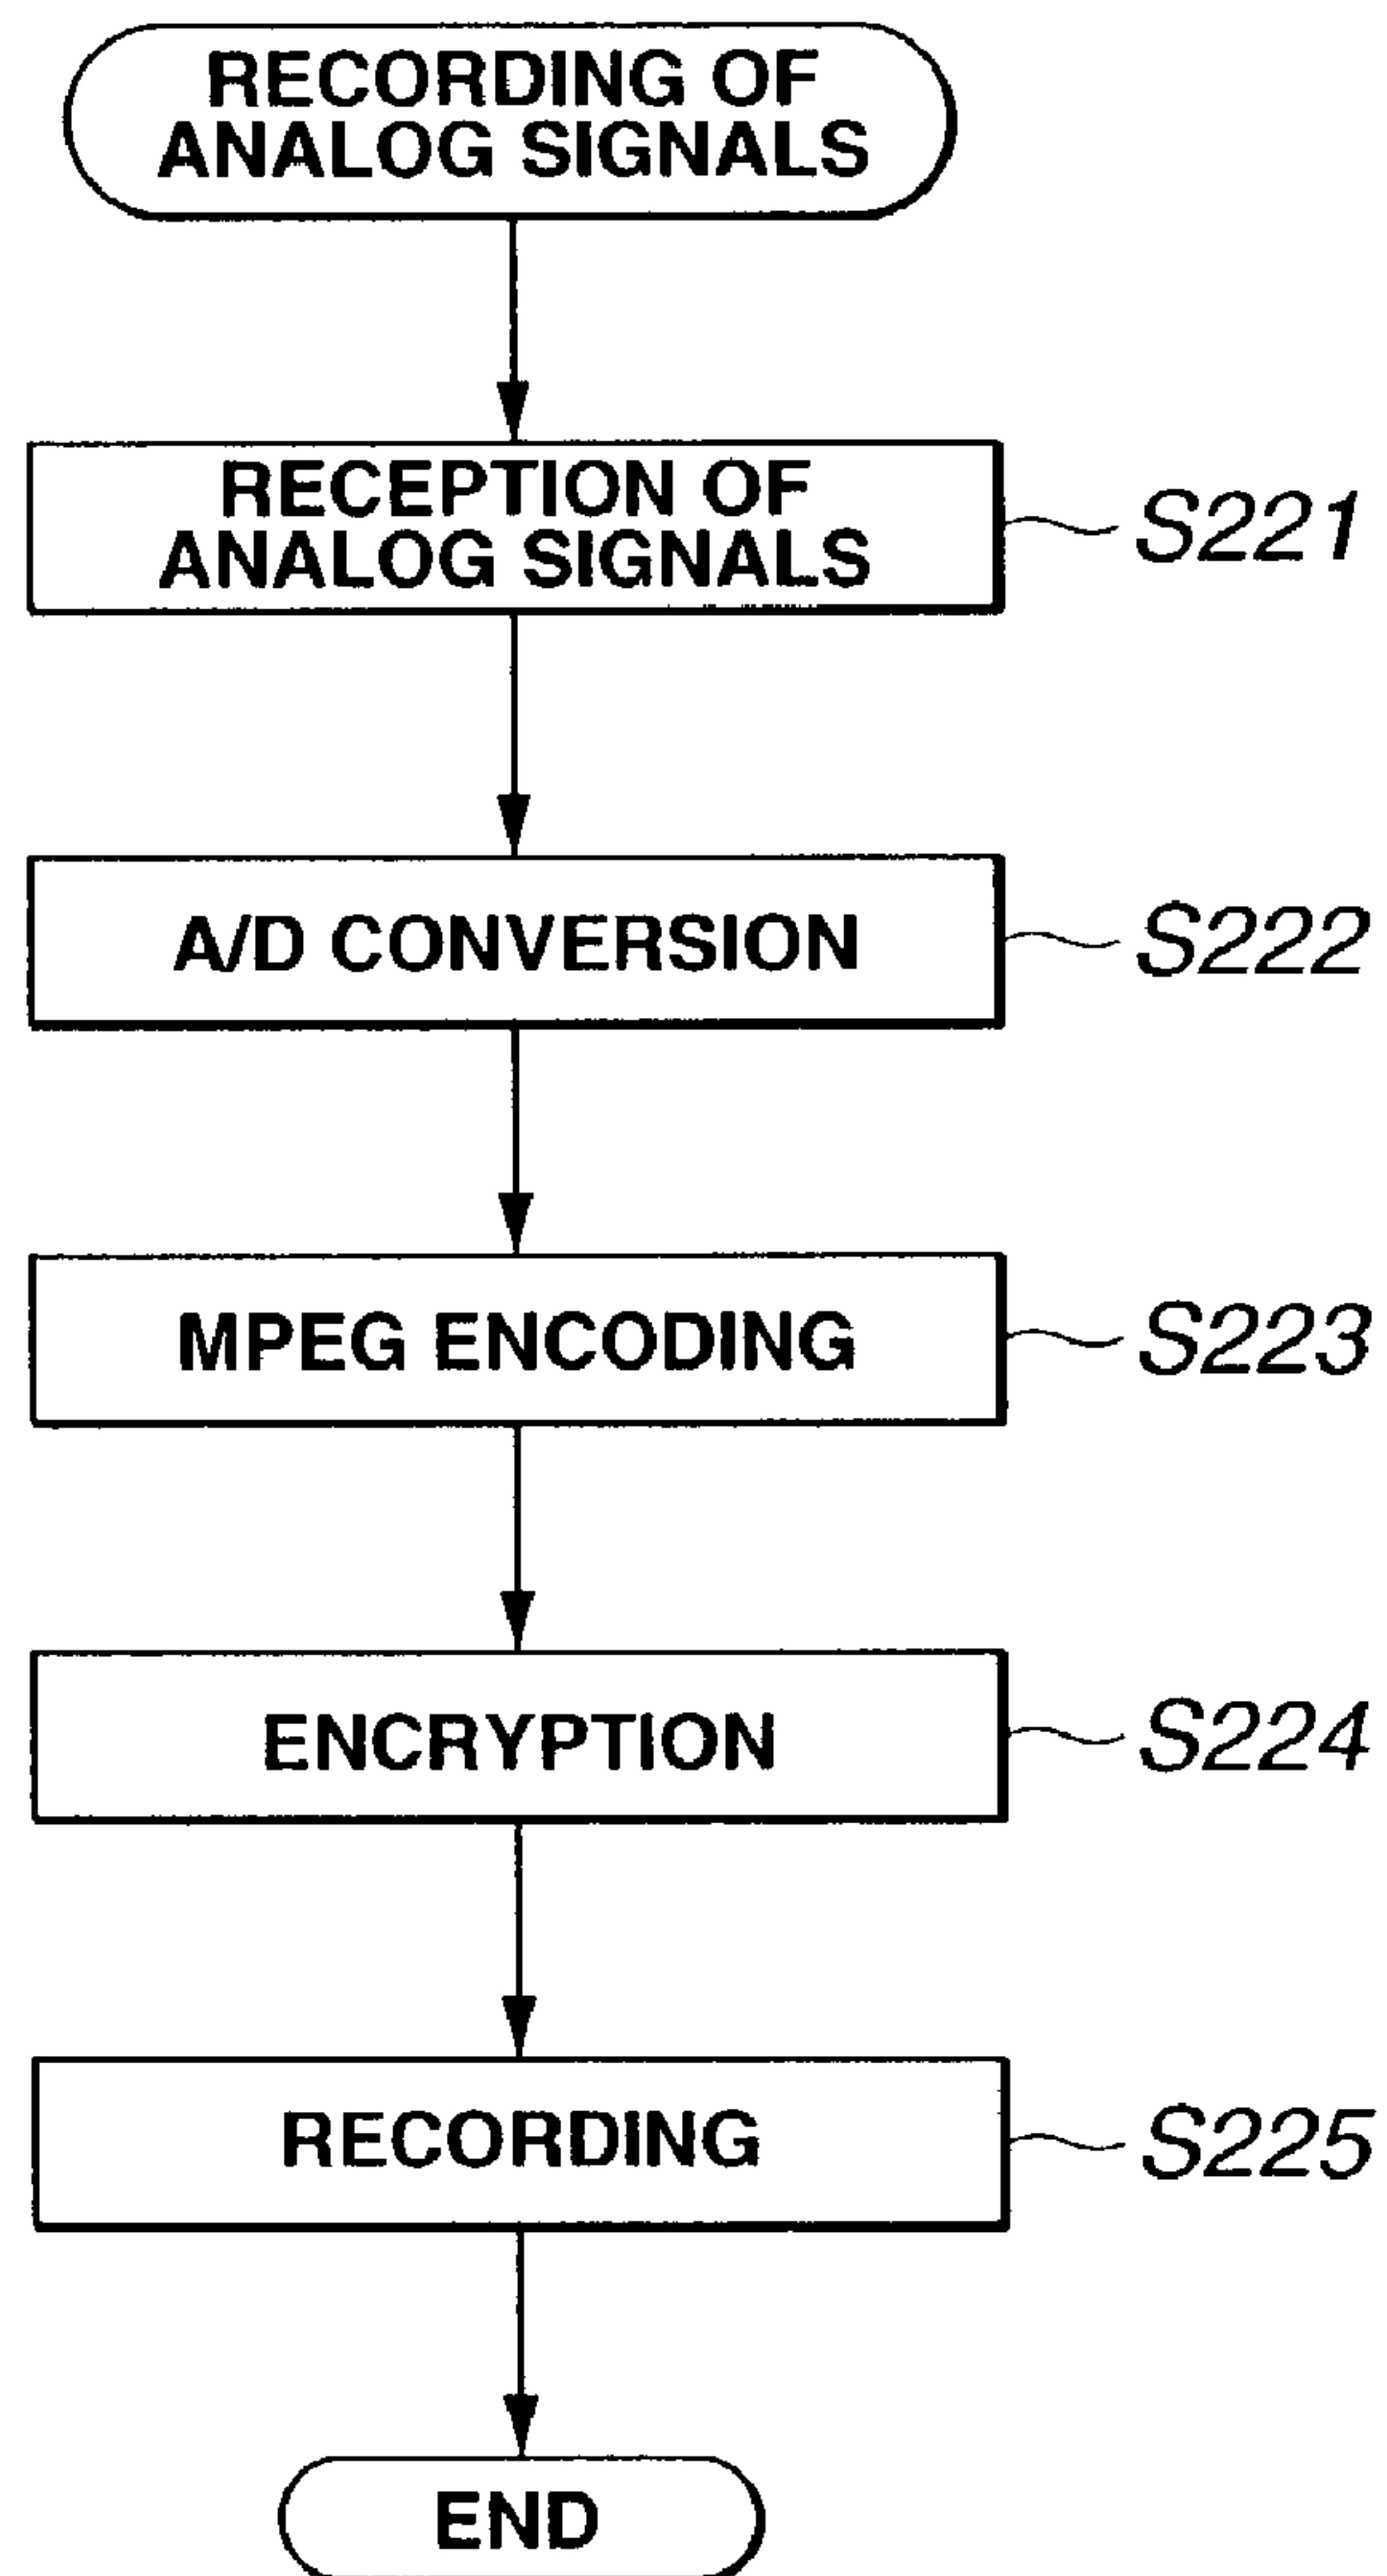 RECORDING OF
ANALOG SIGNALS
RECEPTION OF
ANALOG SIGNALS
S221
A/D CONVERSION
S222
MPEG ENCODING
S223
ENCRYPTION
S224
RECORDING
S225
END